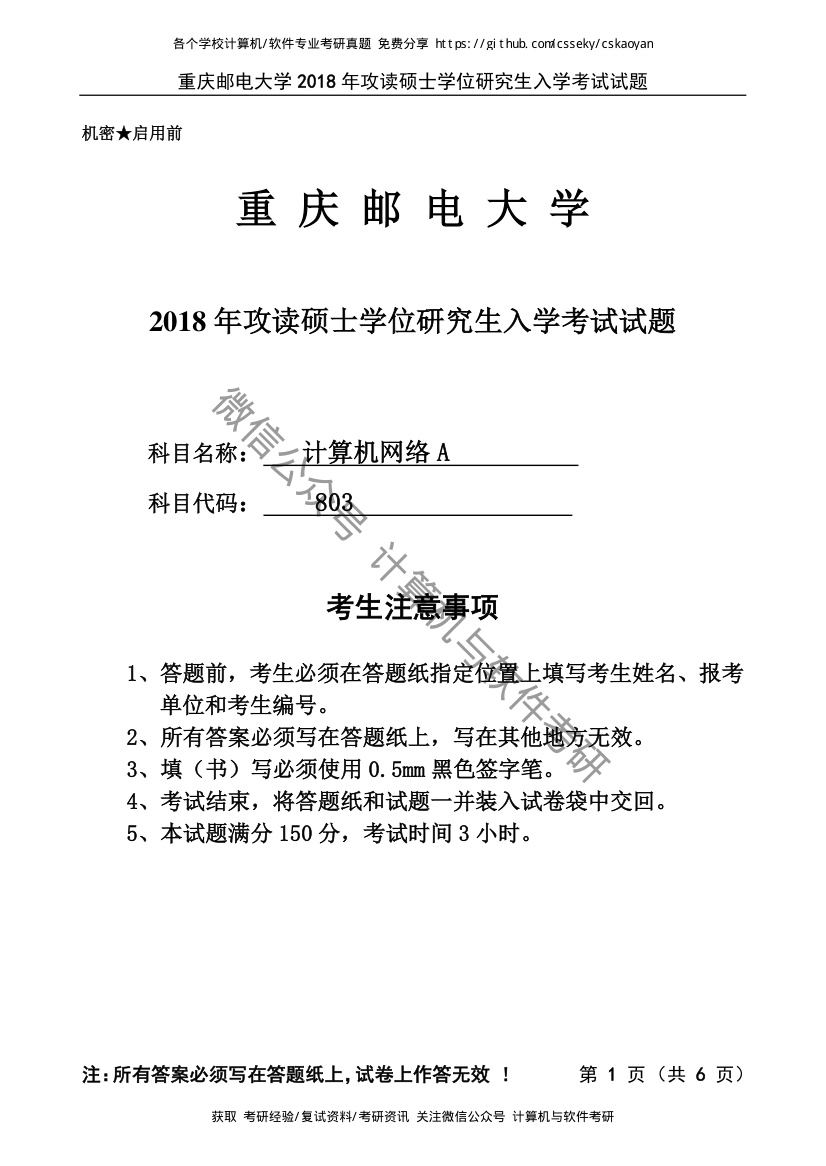 各个学校计算机/软件专业考研真题 免费分享 https://github.com/csseky/cskaoyan
重庆邮电大学 2018 年攻读硕士学位研究生入学考试试题
机密★启用前
重 庆 邮 电 大 学
2018 年攻读硕士学位研究生入学考试试题
科目名称： 计算机网络 A
科目代码： 803
微信公众号 计算机与软件考研
考生注意事项
1、答题前，考生必须在答题纸指定位置上填写考生姓名、报考
单位和考生编号。
2、所有答案必须写在答题纸上，写在其他地方无效。
3、填（书）写必须使用 0.5mm 黑色签字笔。
4、考试结束，将答题纸和试题一并装入试卷袋中交回。
5、本试题满分 150 分，考试时间 3 小时。
注：所有答案必须写在答题纸上，试卷上作答无效 ！ 第 1 页（共 6 页）
获取 考研经验/复试资料/考研资讯 关注微信公众号 计算机与软件考研